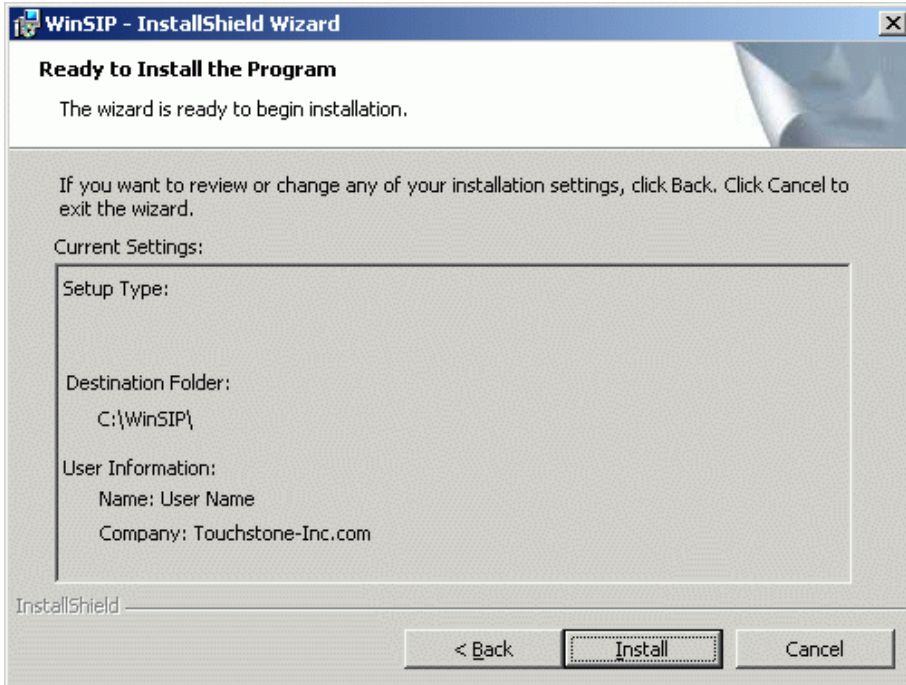 WinSIP - InstallShield Wizard
Ready to Install the Program
The wizard is ready to begin installation.
If you want to review or change any of your installation settings, click Back. Click Cancel to
exit the wizard.
Current Settings:
Setup Type:
Destination Folder:
C:\WinSIP\
User Information:
Name: User Name
Company: Touchstone-Inc.com
InstallShield
< Back Install Cancel